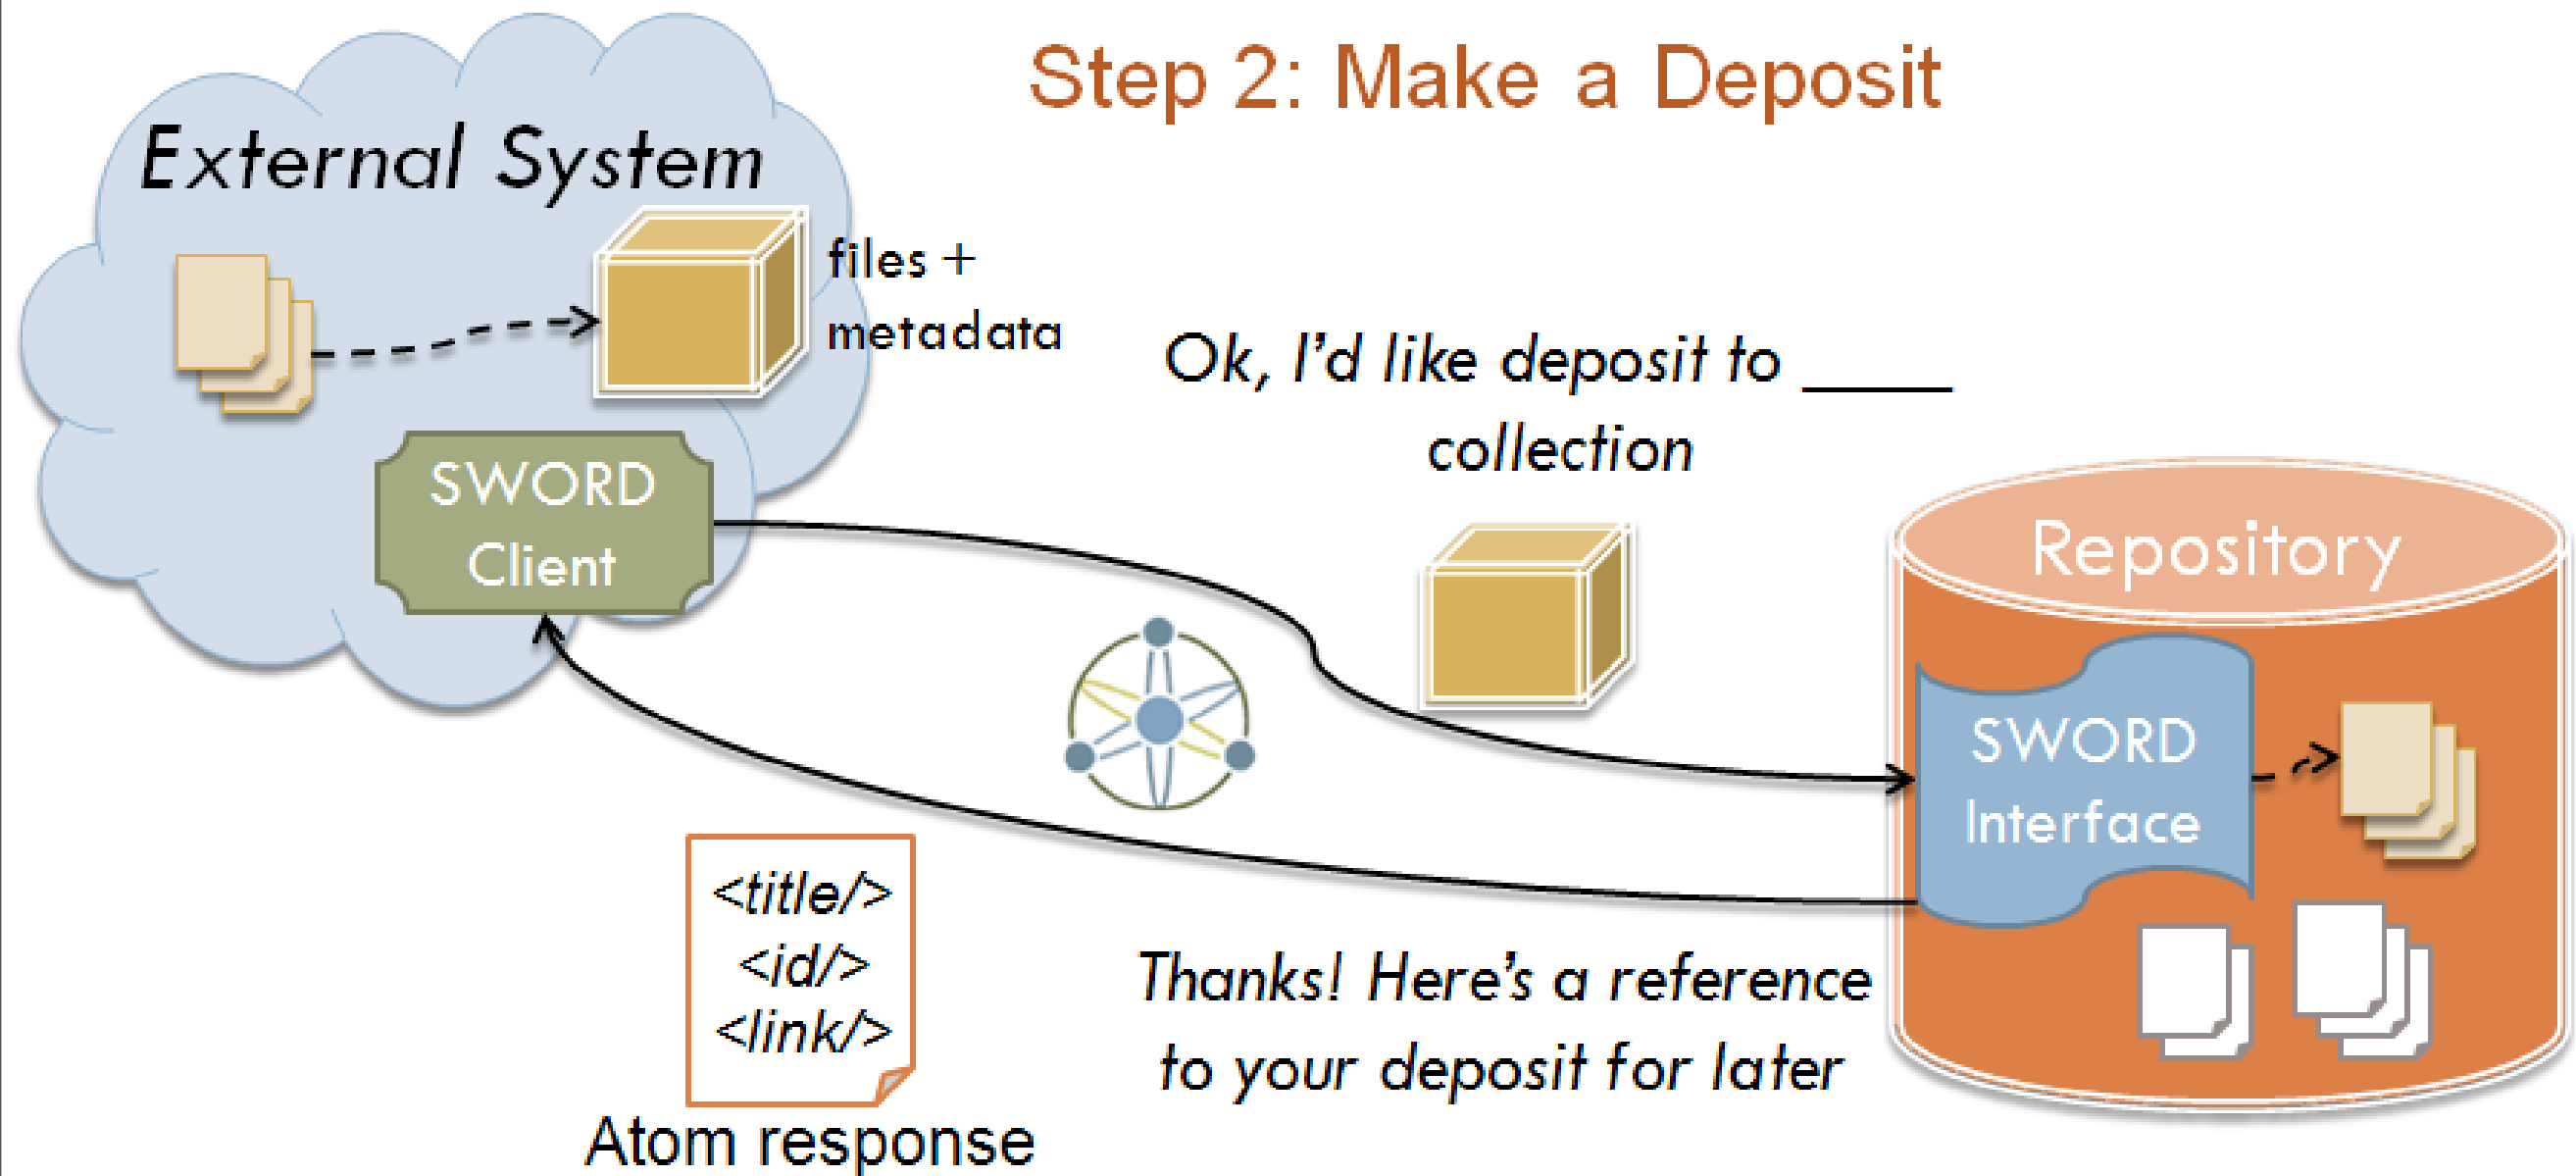 Step 2: Make a Deposit
External System
files +
metadata
Ok, I'd like deposit to ____
collection
SWORD
Client
Repository
SWORD
Interface
<title/>
<id/>
<link/>
Atom response
Thanks! Here's a reference
to your deposit for later